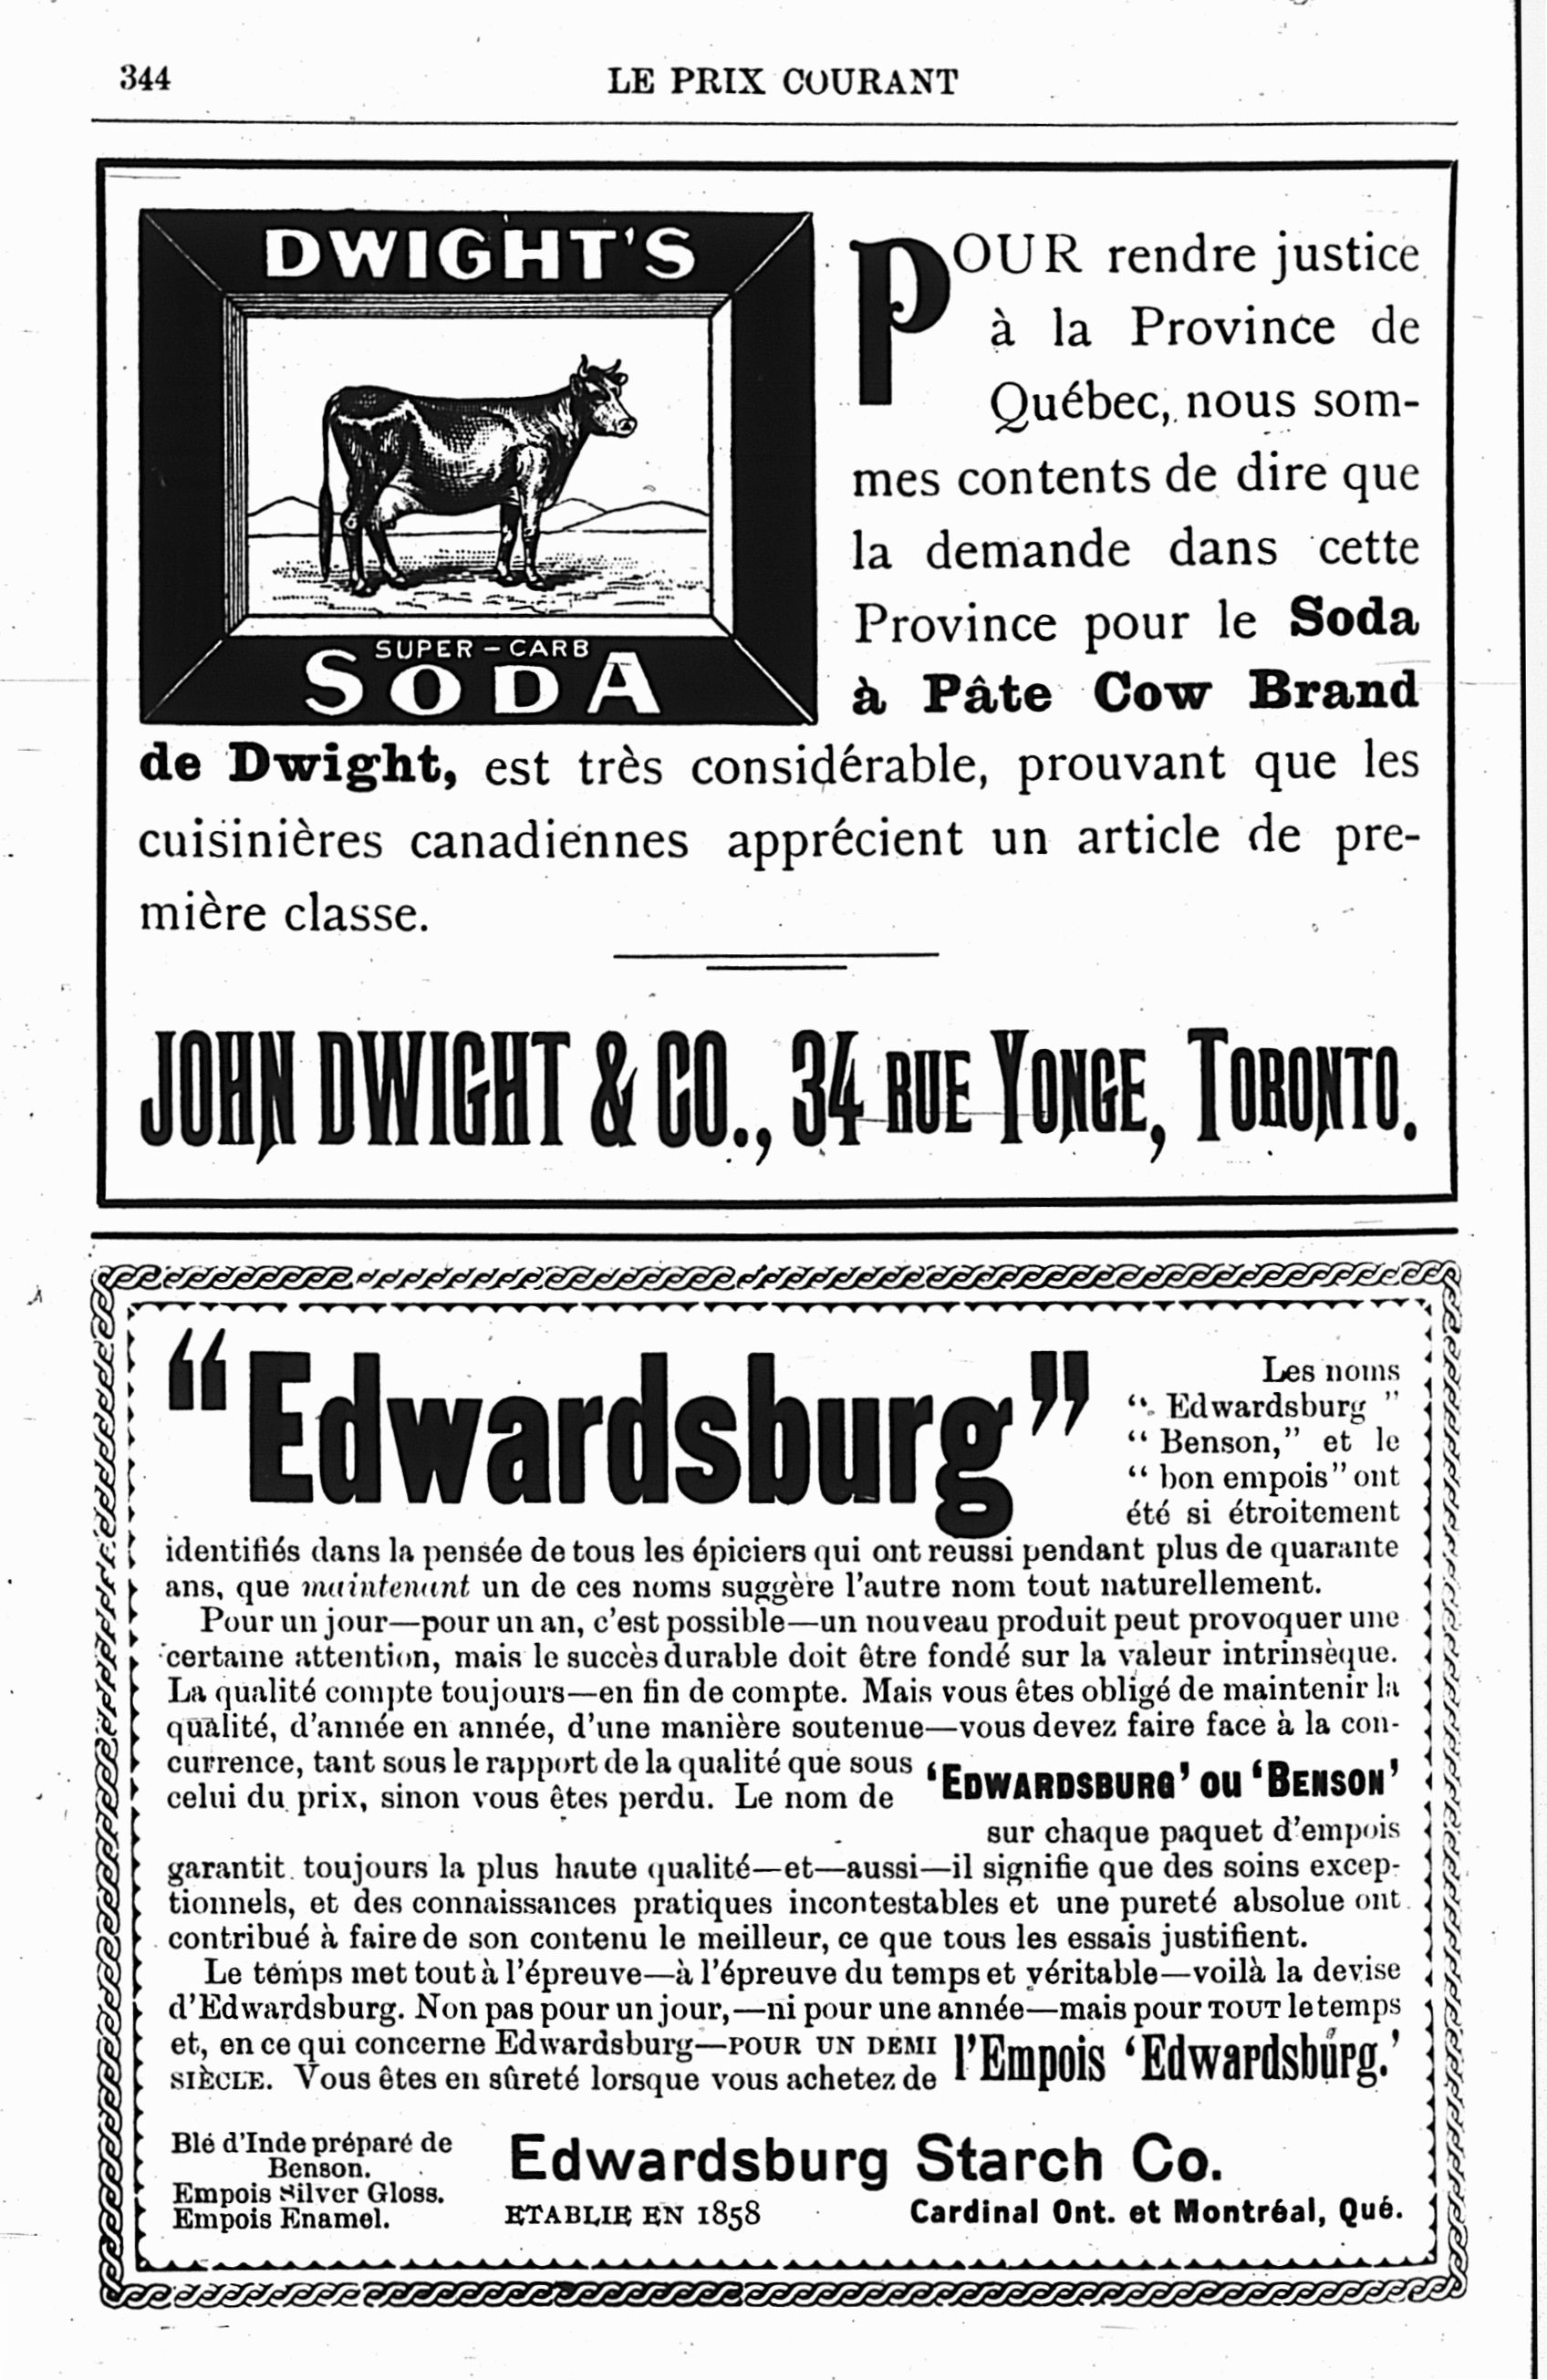 344
LE PRIX COURANT
DWIGHT'S
SUPER-CARB
SODA
POUR rendre justice
à la Province de
Québec, nous som-
mes contents de dire que
la demande dans cette
Province pour le Soda
à Pâte Cow Brand
de Dwight, est très considérable, prouvant que les
cuisinières canadiennes apprécient un article de pre-
mière classe.
JOHN DWIGHT & CO., 34 RUE YONGE, TORONTO.
"Edwardsburg"
Les noms
" Edwardsburg "
" Benson," et le
" bon empois" ont
été si étroitement
identifiés dans la pensée de tous les épiciers qui ont réussi pendant plus de quarante
ans, que maintenant un de ces noms suggère l'autre nom tout naturellement.
Pour un jour—pour un an, c'est possible—un nouveau produit peut provoquer une
certaine attention, mais le succès durable doit être fondé sur la valeur intrinsèque.
La qualité compte toujours—en fin de compte. Mais vous êtes obligé de maintenir la
qualité, d'année en année, d'une manière soutenue—vous devez faire face à la con-
currence, tant sous le rapport de la qualité que sous
celui du prix, sinon vous êtes perdu. Le nom de 'EDWARDSBURG' OU 'BENSON'
sur chaque paquet d'empois
garantit toujours la plus haute qualité—et—aussi—il signifie que des soins excep-
tionnels, et des connaissances pratiques incontestables et une pureté absolue ont
contribué à faire de son contenu le meilleur, ce que tous les essais justifient.
Le temps met tout à l'épreuve—à l'épreuve du temps et véritable—voilà la devise
d'Edwardsburg. Non pas pour un jour,—ni pour une année—mais pour TOUT le temps
et, en ce qui concerne Edwardsburg—POUR UN DEMI
SIÈCLE. Vous êtes en sûreté lorsque vous achetez de l'Empois 'Edwardsburg.'
Blé d'Inde préparé de
Benson.
Empois Silver Gloss.
Empois Enamel.
Edwardsburg Starch Co.
ETABLIE EN 1858
Cardinal Ont. et Montréal, Qué.